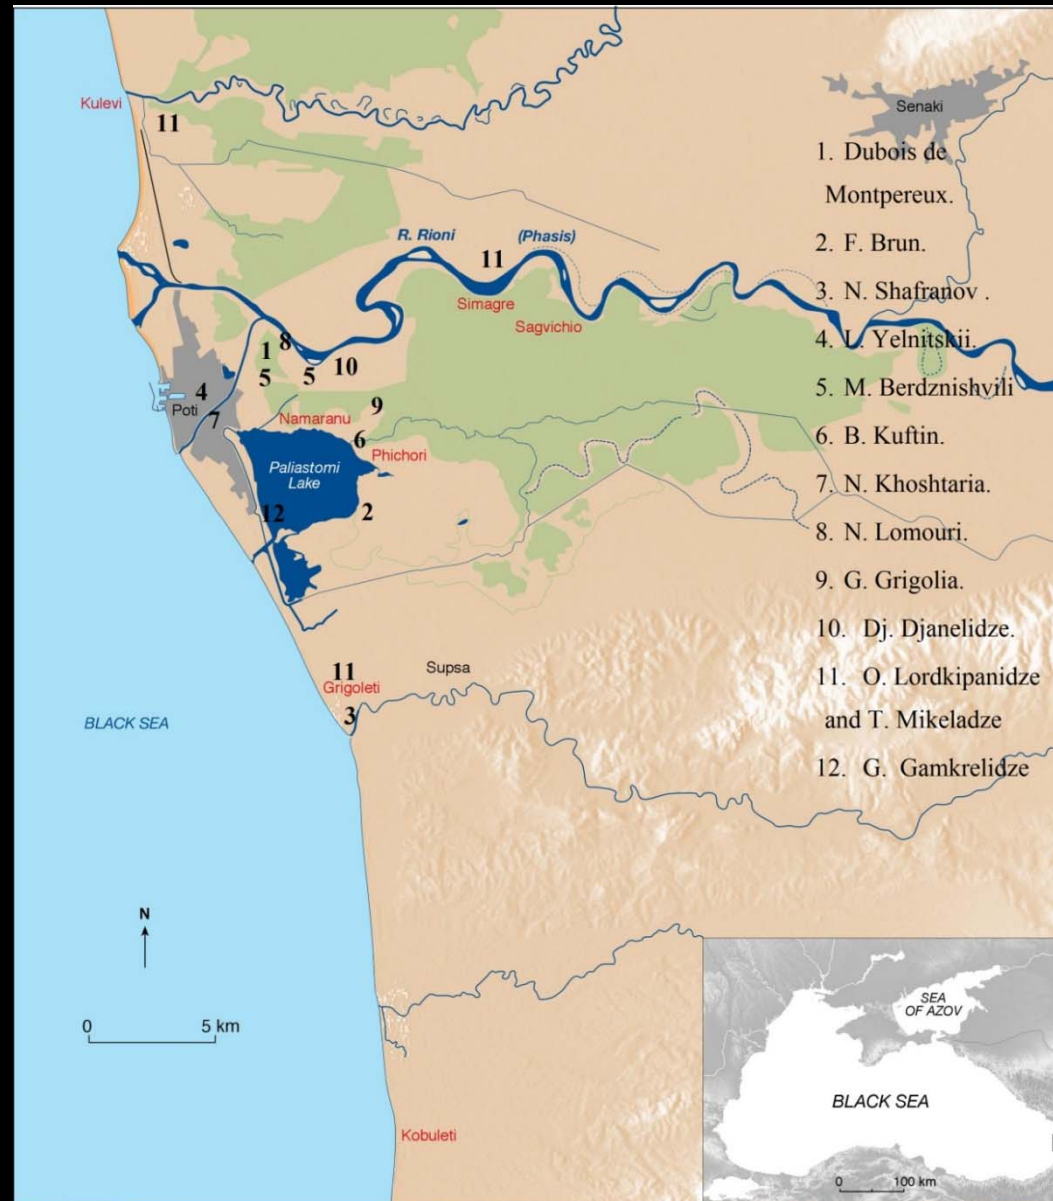 Kulevi
11
Senaki
R. Rioni
(Phasis)
11
Simagre
Sagvichio
8
1
5
5
10
4
Poti
7
9
Namaranu
6
Phichori
Paliastomi
Lake
12
2
11
Grigoleti
Supsa
3
BLACK SEA
N
0 5 km
Kobuleti
1. Dubois de
Montpereux.
2. F. Brun.
3. N. Shafranov .
4. L. Yelnitskii.
5. M. Berdznishvili
6. B. Kuftin.
7. N. Khoshtaria.
8. N. Lomouri.
9. G. Grigolia.
10. Dj. Djanelidze.
11. O. Lordkipanidze
and T. Mikeladze
12. G. Gamkrelidze
SEA
OF AZOV
BLACK SEA
0 100 km